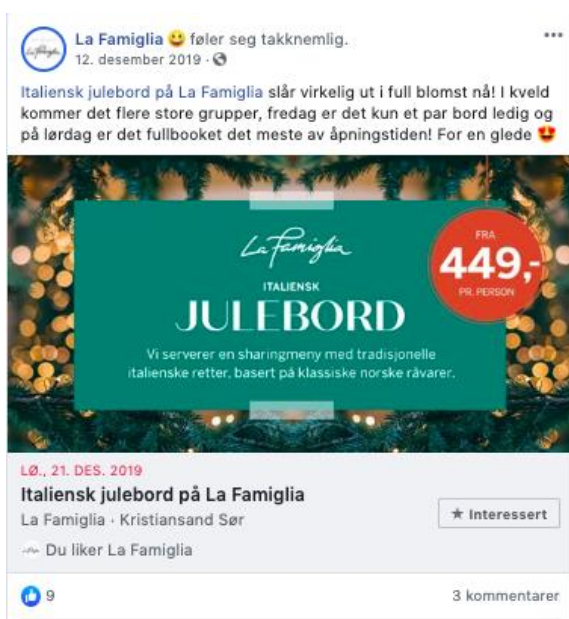 La Famiglia 😀 føler seg takknemlig.
12. desember 2019 ·
Italiensk julebord på La Famiglia slår virkelig ut i full blomst nå! I kveld
kommer det flere store grupper, fredag er det kun et par bord ledig og
på lørdag er det fullbooket det meste av åpningstiden! For en glede 🤩
La Famiglia
FRA
449,-
PR. PERSON
ITALIENSK
JULEBORD
Vi serverer en sharingmeny med tradisjonelle
italienske retter, basert på klassiske norske råvarer.
LØ., 21. DES. 2019
Italiensk julebord på La Famiglia
La Famiglia · Kristiansand Sør
★ Interessert
Du liker La Famiglia
9
3 kommentarer